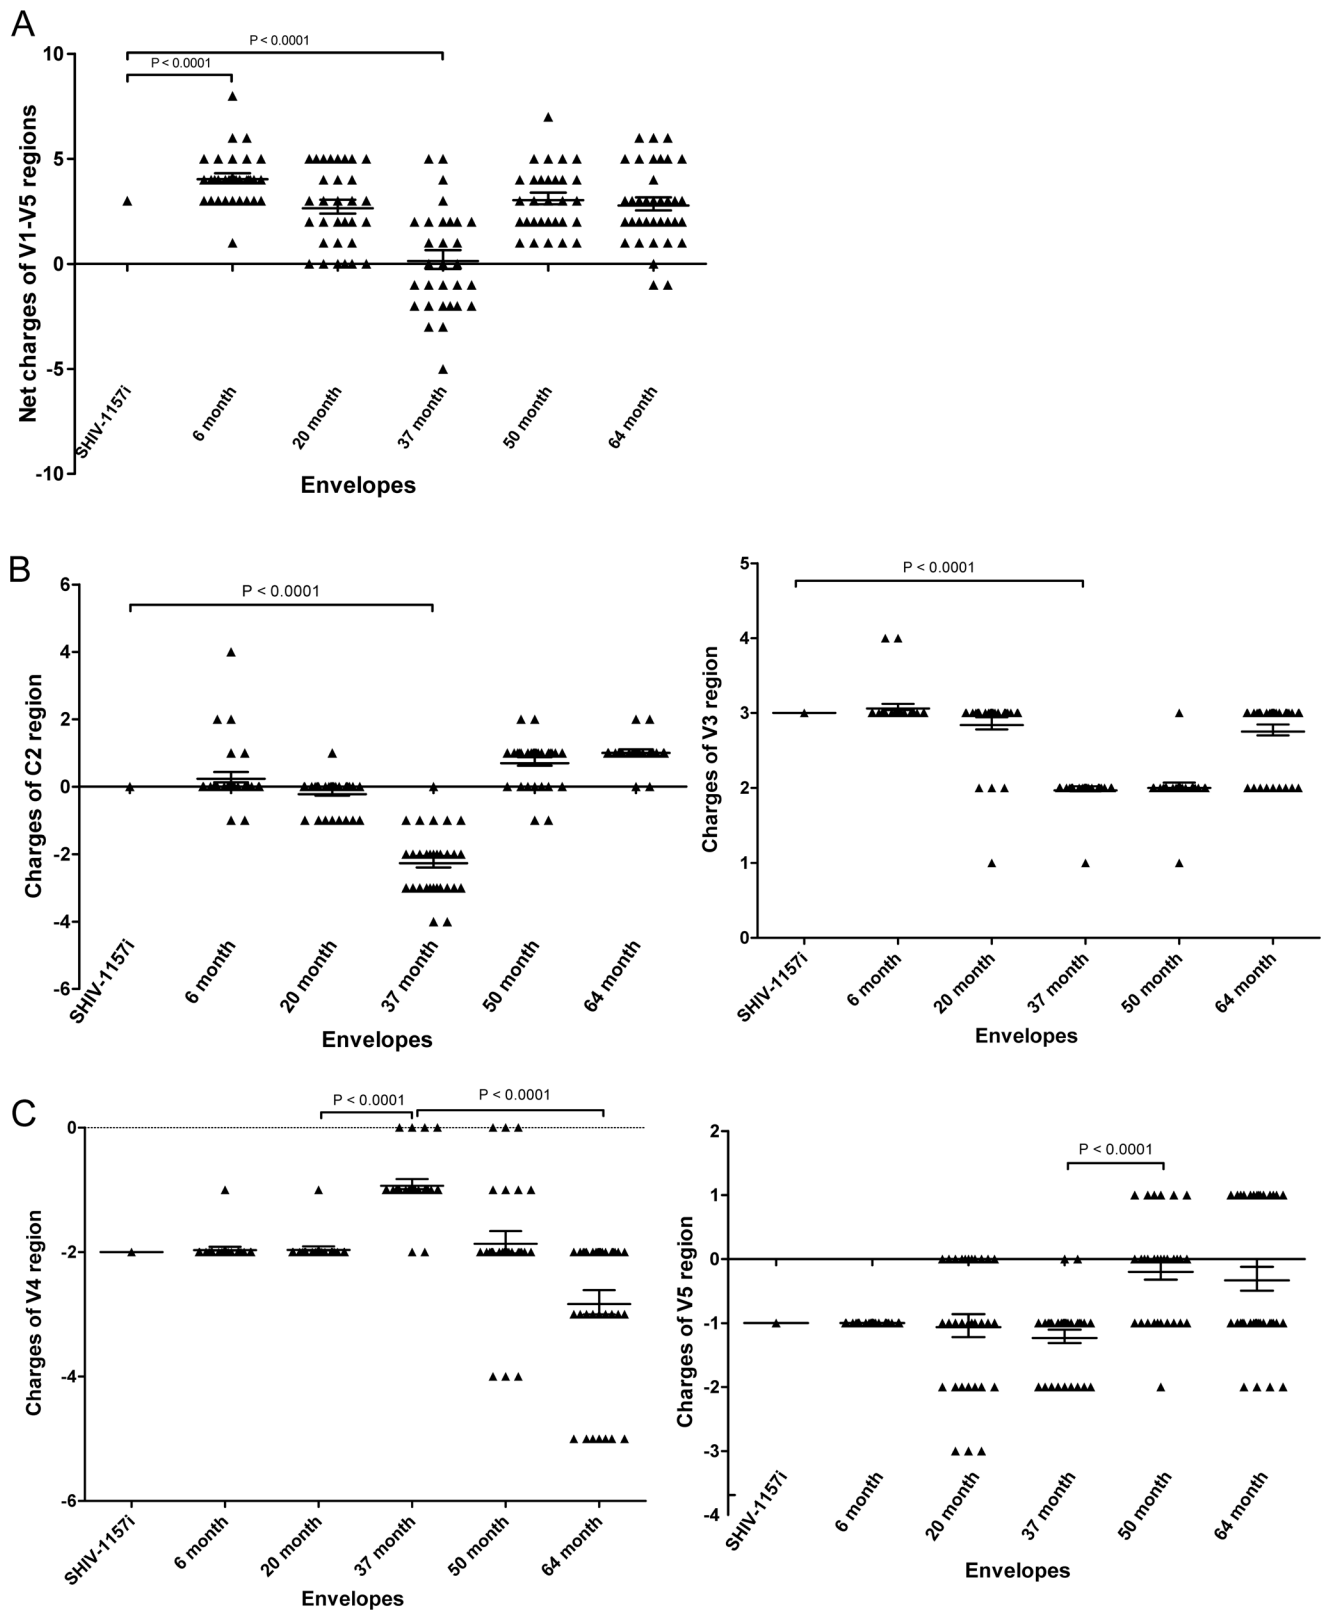 A
P < 0.0001
P < 0.0001
Net charges of V1-V5 regions
10
5
0
-5
-10
SHIV-1157i
6 month
20 month
37 month
50 month
64 month
Envelopes
B
P < 0.0001
Charges of C2 region
6
4
2
0
-2
-4
-6
SHIV-1157i
6 month
20 month
37 month
50 month
64 month
Envelopes
P < 0.0001
Charges of V3 region
5
4
3
2
1
0
SHIV-1157i
6 month
20 month
37 month
50 month
64 month
Envelopes
C
P < 0.0001
P < 0.0001
Charges of V4 region
0
-2
-4
-6
SHIV-1157i
6 month
20 month
37 month
50 month
64 month
Envelopes
P < 0.0001
Charges of V5 region
2
1
0
-1
-2
-3
-4
SHIV-1157i
6 month
20 month
37 month
50 month
64 month
Envelopes